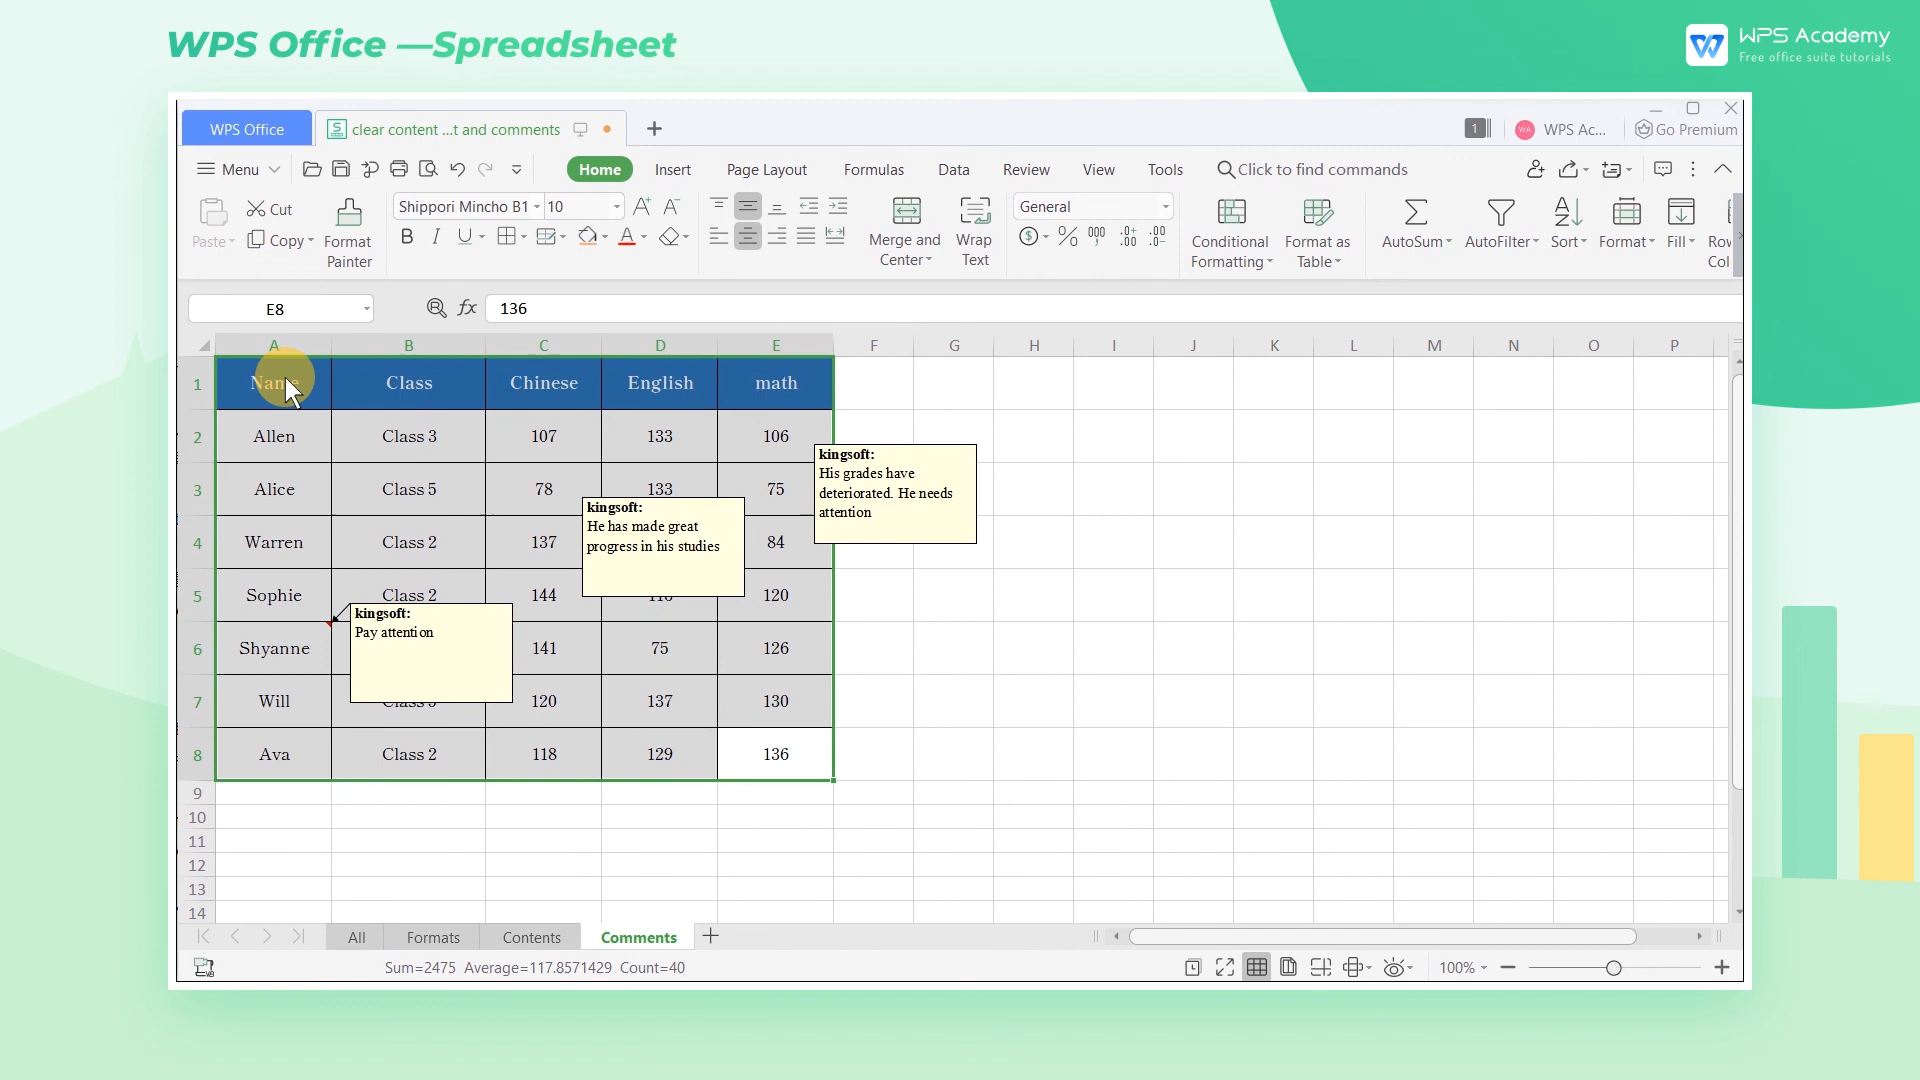 WPS Office —Spreadsheet
WPS Academy
Free office suite tutorials
WPS Office
clear content ...t and comments
1
WA
WPS Ac...
Go Premium
Menu
Home
Insert
Page Layout
Formulas
Data
Review
View
Tools
Click to find commands
Paste
Cut
Copy
Format
Painter
Shippori Mincho B1
10
Merge and
Center
Wrap
Text
General
Conditional
Formatting
Format as
Table
AutoSum
AutoFilter
Sort
Format
Fill
Col
E8
fx
136
A B C D E F G H I J K L M N O P
1 Name Class Chinese English math
2 Allen Class 3 107 133 106
3 Alice Class 5 78 133 75
4 Warren Class 2 137 84
5 Sophie Class 2 144 120
6 Shyanne 141 75 126
7 Will 120 137 130
8 Ava Class 2 118 129 136
9
10
11
12
13
14
kingsoft:
His grades have
deteriorated. He needs
attention
kingsoft:
He has made great
progress in his studies
kingsoft:
Pay attention
All
Formats
Contents
Comments
Sum=2475 Average=117.8571429 Count=40
100%